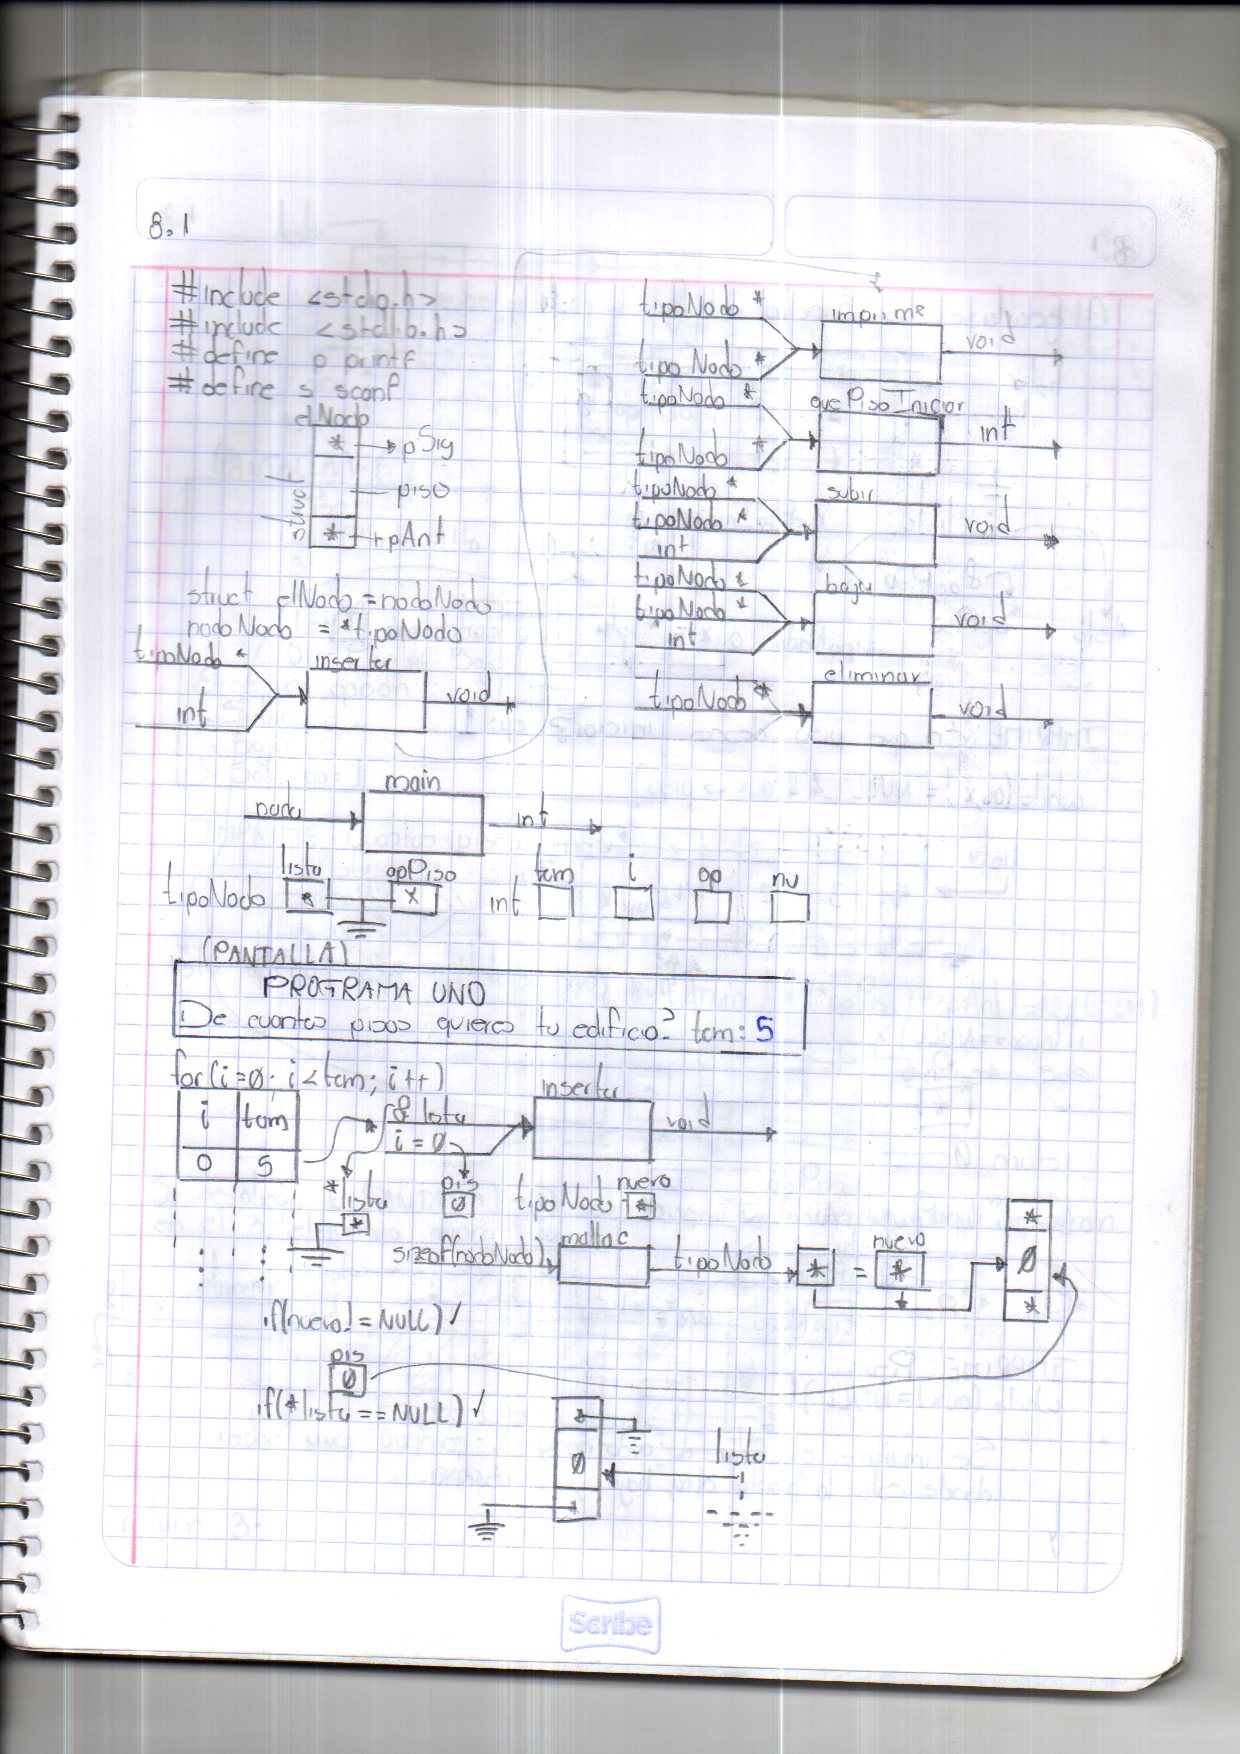 8.1
#include <stdio.h>
#include <stdlib.h>
#define p printf
#define s scanf
elNodo
* pSig
piso
* pAnt
struct
struct elNodo = nodoNodo
nodoNodo = *tipoNodo
tipoNodo *
int
insertar
void
tipoNodo *
tipoNodo *
imprime
void
tipoNodo *
tipoNodo *
quePisoIniciar
int
tipoNodo *
tipoNodo *
int
subir
void
tipoNodo *
tipoNodo *
int
bajar
void
tipoNodo *
eliminar
void
nada
main
int
tipoNodo
lista
*
apPiso
*
int
tam
i
op
nu
(PANTALLA)
PROGRAMA UNO
De cuantos pisos quieres tu edificio? tam: 5
for(i=0; i<tam; i++)
i tam
0 5
& lista
i = 0
insertar
void
* lista
*
pis
0
tipoNodo
nuevo
*
sizeof(nodoNodo)
malloc
tipoNodo
* =
nuevo
*
*
0
*
if(nuevo!=NULL) ✓
pis
0
if(*lista==NULL) ✓
*
0
*
lista
Scribe